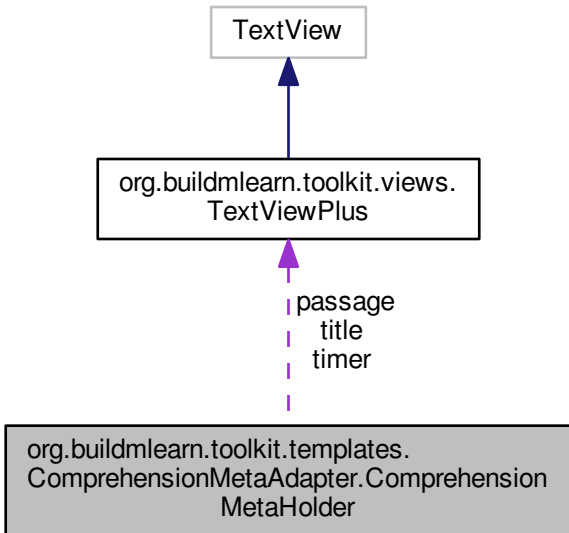 TextView
org.buildmlearn.toolkit.views.
TextViewPlus
passage
title
timer
org.buildmlearn.toolkit.templates.
ComprehensionMetaAdapter.Comprehension
MetaHolder